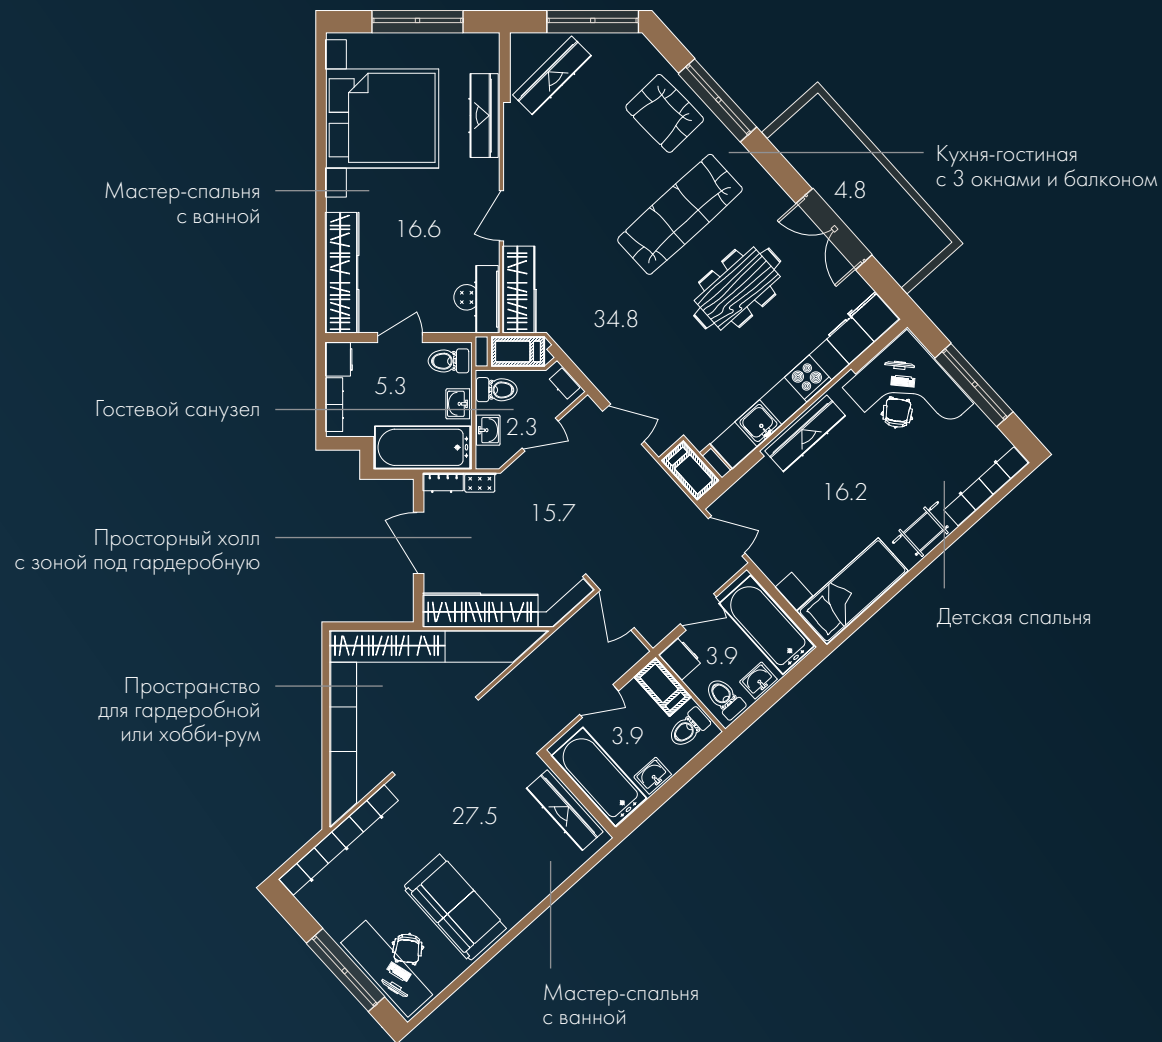 Кухня-гостиная
с 3 окнами и балконом
4.8
Мастер-спальня
с ванной
16.6
34.8
5.3
Гостевой санузел
2.3
16.2
15.7
Просторный холл
с зоной под гардеробную
Детская спальня
3.9
Пространство
для гардеробной
или хобби-рум
3.9
27.5
Мастер-спальня
с ванной